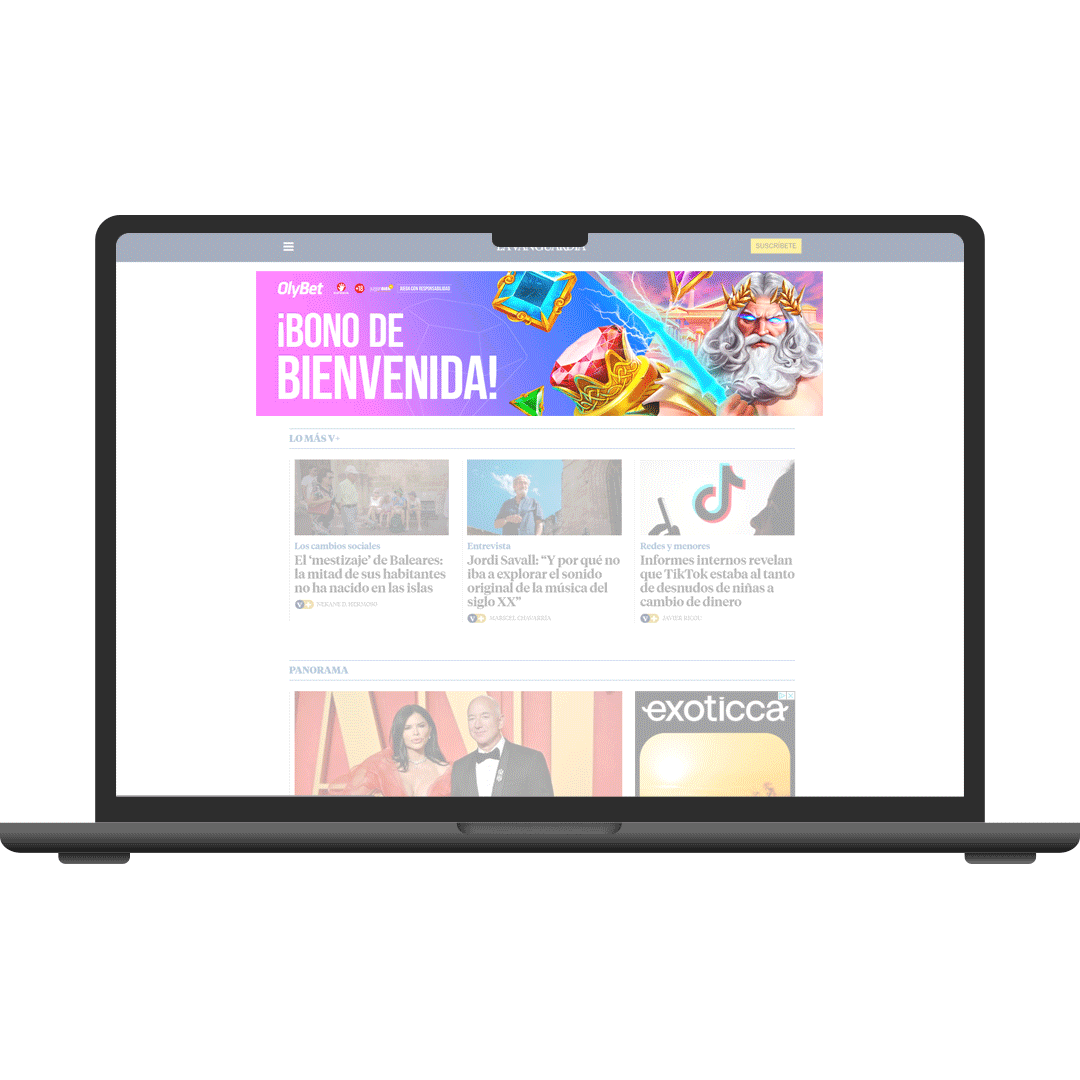 LA VANGUARDIA
SUSCRÍBETE
OlyBet
+18
JUEGA CON RESPONSABILIDAD
¡BONO DE
BIENVENIDA!
LO MÁS V+
Los cambios sociales
El ‘mestizaje’ de Baleares:
la mitad de sus habitantes
no ha nacido en las islas
V+
Entrevista
Jordi Savall: “Y por qué no
iba a explorar el sonido
original de la música del
siglo XX”
V+
MARICEL CHAVARRÍA
Redes y menores
Informes internos revelan
que TikTok estaba al tanto
de desnudos de niñas a
cambio de dinero
V+
JAVIER RICOU
PANORAMA
exoticca